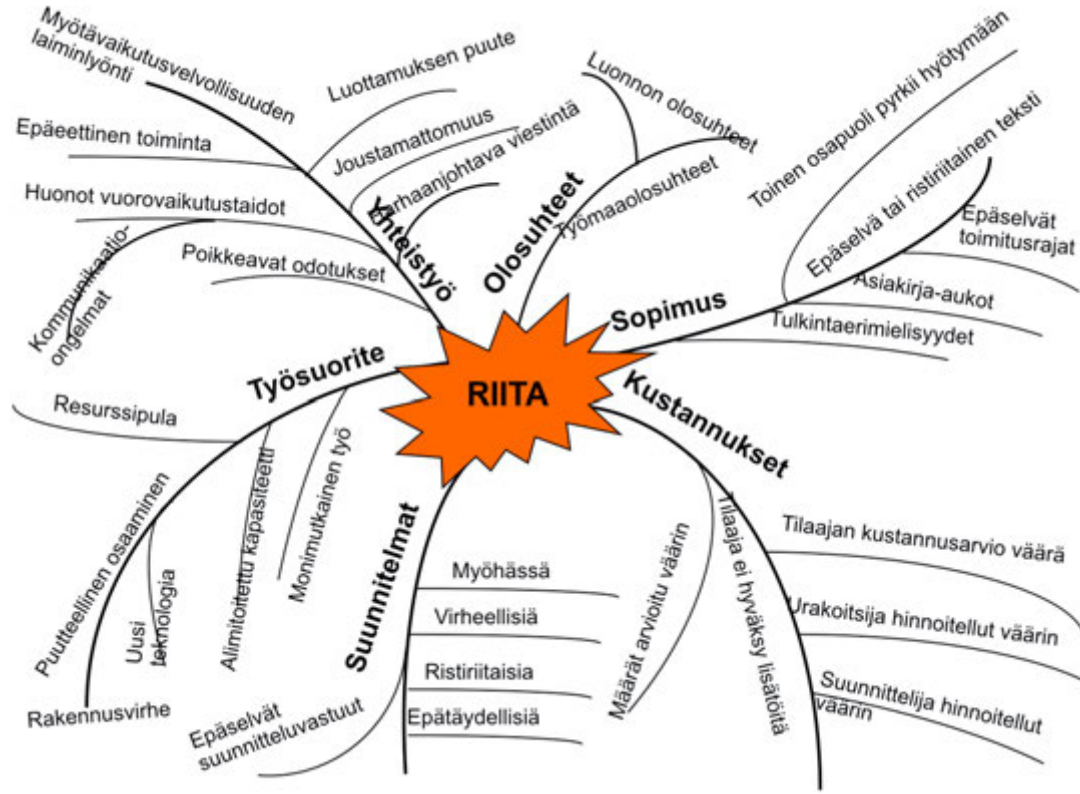 Myötävaikutusvelvollisuuden
laiminlyönti
Epäeettinen toiminta
Huonot vuorovaikutustaidot
Kommunikaatio-
ongelmat
Poikkeavat odotukset
Luottamuksen puute
Joustamattomuus
Harhaanjohtava viestintä
Yhteistyö
Luonnon olosuhteet
Työmaaolosuhteet
Olosuhteet
Toinen osapuoli pyrkii hyötymään
Epäselvä tai ristiriitainen teksti
Epäselvät
toimitusrajat
Asiakirja-aukot
Tulkintaerimielisyydet
Sopimus
RIITA
Työsuorite
Resurssipula
Puutteellinen osaaminen
Uusi
teknologia
Alimitoitettu kapasiteetti
Monimutkainen työ
Rakennusvirhe
Suunnitelmat
Myöhässä
Virheellisiä
Ristiriitaisia
Epätäydellisiä
Epäselvät
suunnitteluvastuut
Kustannukset
Määrät arvioitu väärin
Tilaaja ei hyväksy lisätöitä
Tilaajan kustannusarvio väärä
Urakoitsija hinnoitellut väärin
Suunnittelija hinnoitellut
väärin